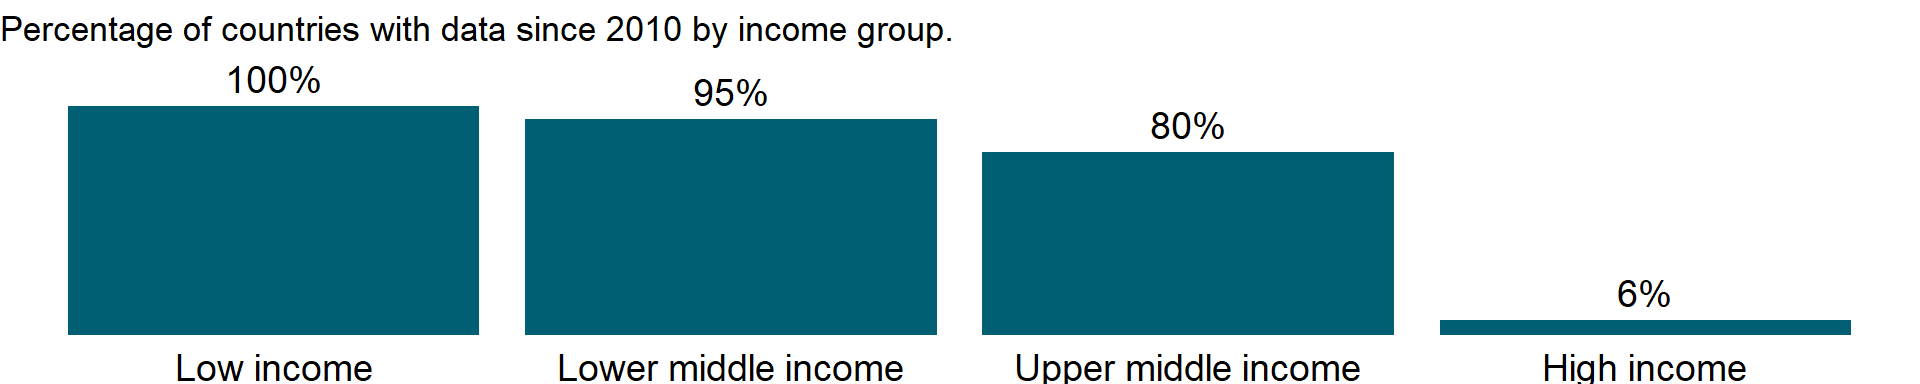 Percentage of countries with data since 2010 by income group.
100%
95%
80%
6%
Low income
Lower middle income
Upper middle income
High income